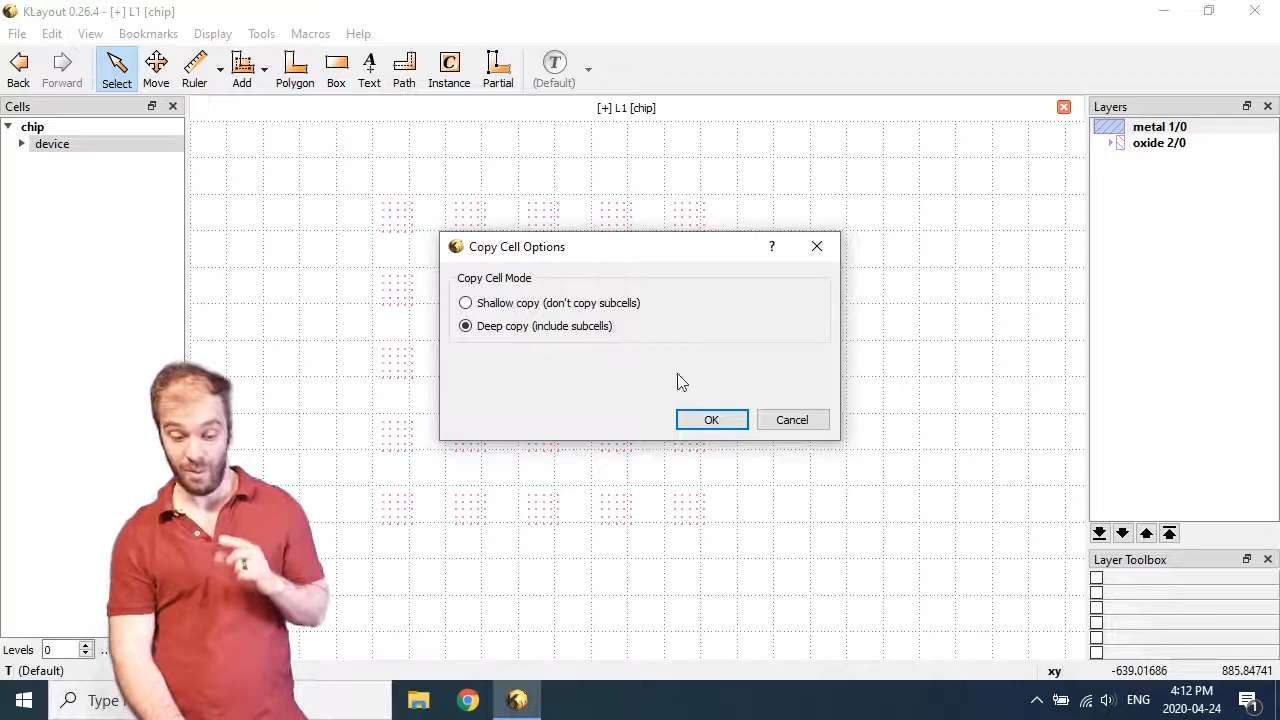 KLayout 0.26.4 - [+] L1 [chip]
File Edit View Bookmarks Display Tools Macros Help
Back Forward Select Move Ruler Add Polygon Box Text Path Instance Partial (Default)
Cells
[+] L1 [chip]
Layers
chip
device
metal 1/0
oxide 2/0
Copy Cell Options
Copy Cell Mode
Shallow copy (don't copy subcells)
Deep copy (include subcells)
OK Cancel
Layer Toolbox
Levels 0
T (Default)
xy -639.01686 885.84741
Type
ENG
4:12 PM
2020-04-24
1